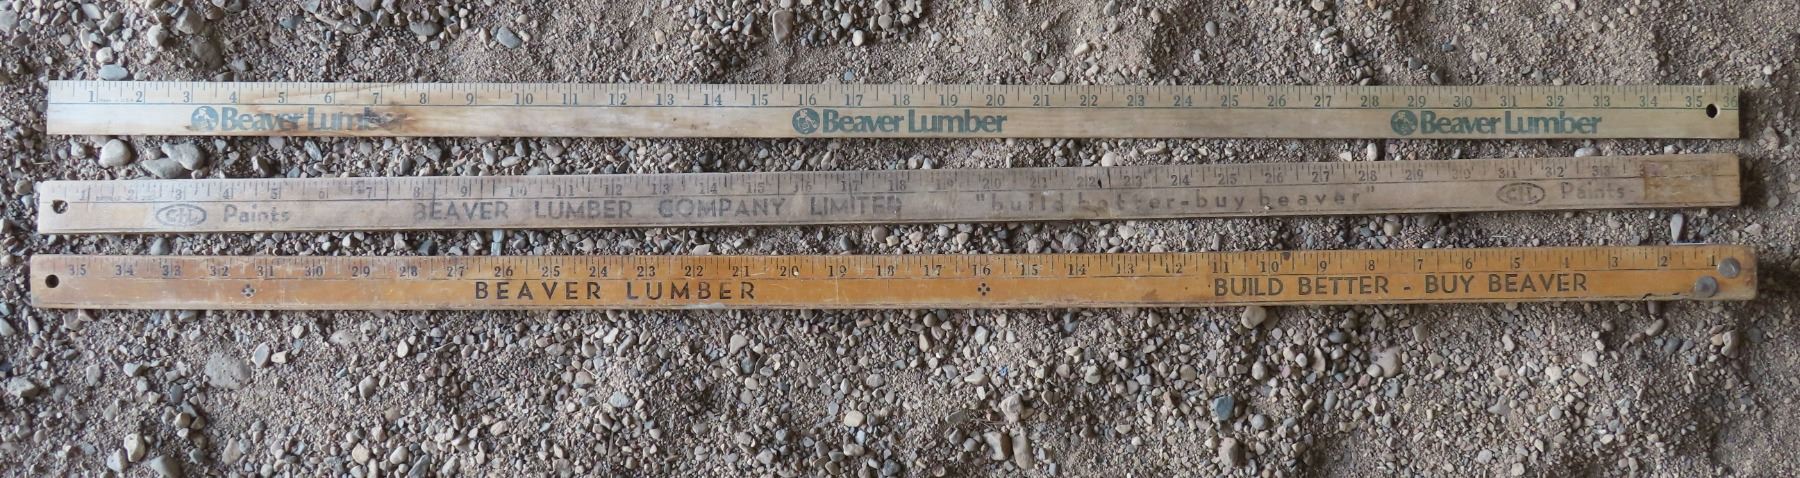 1 2 3 4 5 6 7 8 9 10 11 12 13 14 15 16 17 18 19 20 21 22 23 24 25 26 27 28 29 30 31 32 33 34 35 36
Beaver Lumber Beaver Lumber Beaver Lumber
1 2 3 4 5 6 7 8 9 10 11 12 13 14 15 16 17 18 19 20 21 22 23 24 25 26 27 28 29 30 31 32 33
C-I-L Paints BEAVER LUMBER COMPANY LIMITED "build better-buy beaver" C-I-L Paints
35 34 33 32 31 30 29 28 27 26 25 24 23 22 21 20 19 18 17 16 15 14 13 12 11 10 9 8 7 6 5 4 3 2 1
BEAVER LUMBER BUILD BETTER - BUY BEAVER